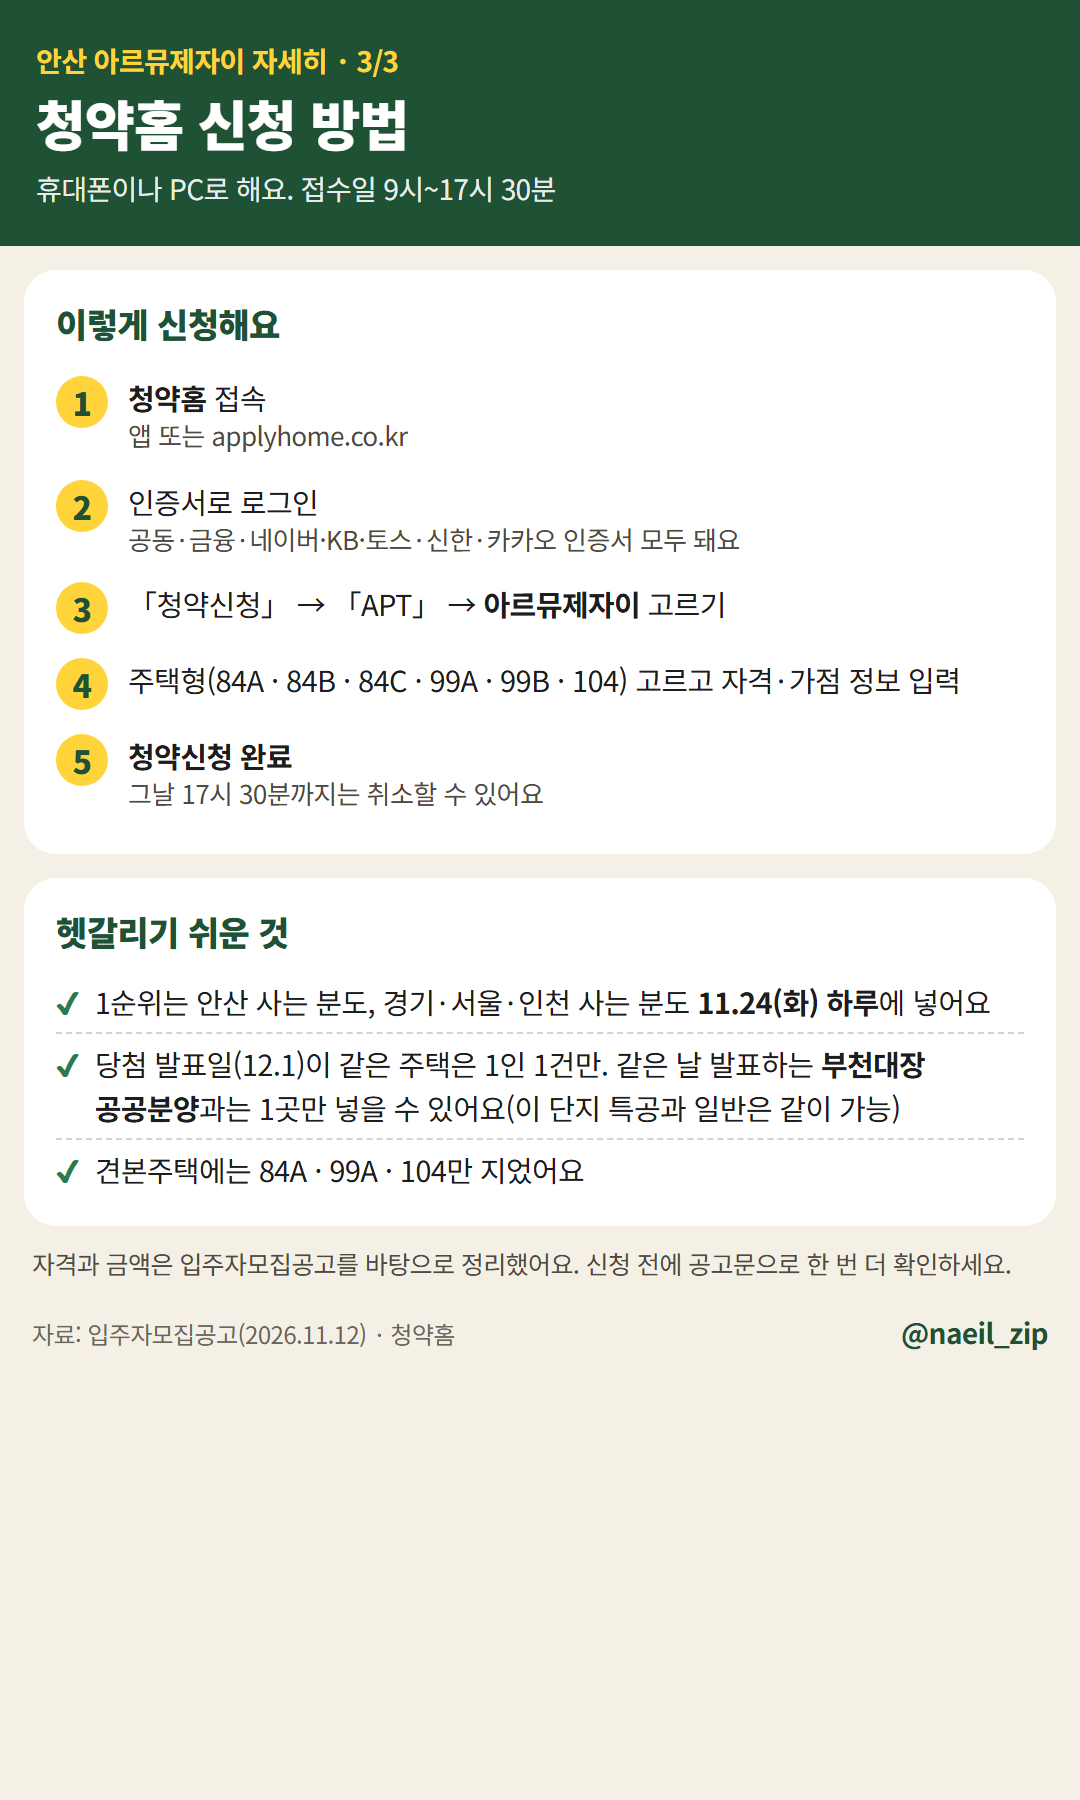 안산 아르뮤제자이 자세히 · 3/3
청약홈 신청 방법
휴대폰이나 PC로 해요. 접수일 9시~17시 30분
이렇게 신청해요
1 청약홈 접속
앱 또는 applyhome.co.kr
2 인증서로 로그인
공동·금융·네이버·KB·토스·신한·카카오 인증서 모두 돼요
3 「청약신청」 → 「APT」 → 아르뮤제자이 고르기
4 주택형(84A · 84B · 84C · 99A · 99B · 104) 고르고 자격·가점 정보 입력
5 청약신청 완료
그날 17시 30분까지는 취소할 수 있어요
헷갈리기 쉬운 것
✔ 1순위는 안산 사는 분도, 경기·서울·인천 사는 분도 11.24(화) 하루에 넣어요
✔ 당첨 발표일(12.1)이 같은 주택은 1인 1건만. 같은 날 발표하는 부천대장
공공분양과는 1곳만 넣을 수 있어요(이 단지 특공과 일반은 같이 가능)
✔ 견본주택에는 84A · 99A · 104만 지었어요
자격과 금액은 입주자모집공고를 바탕으로 정리했어요. 신청 전에 공고문으로 한 번 더 확인하세요.
자료: 입주자모집공고(2026.11.12) · 청약홈
@naeil_zip